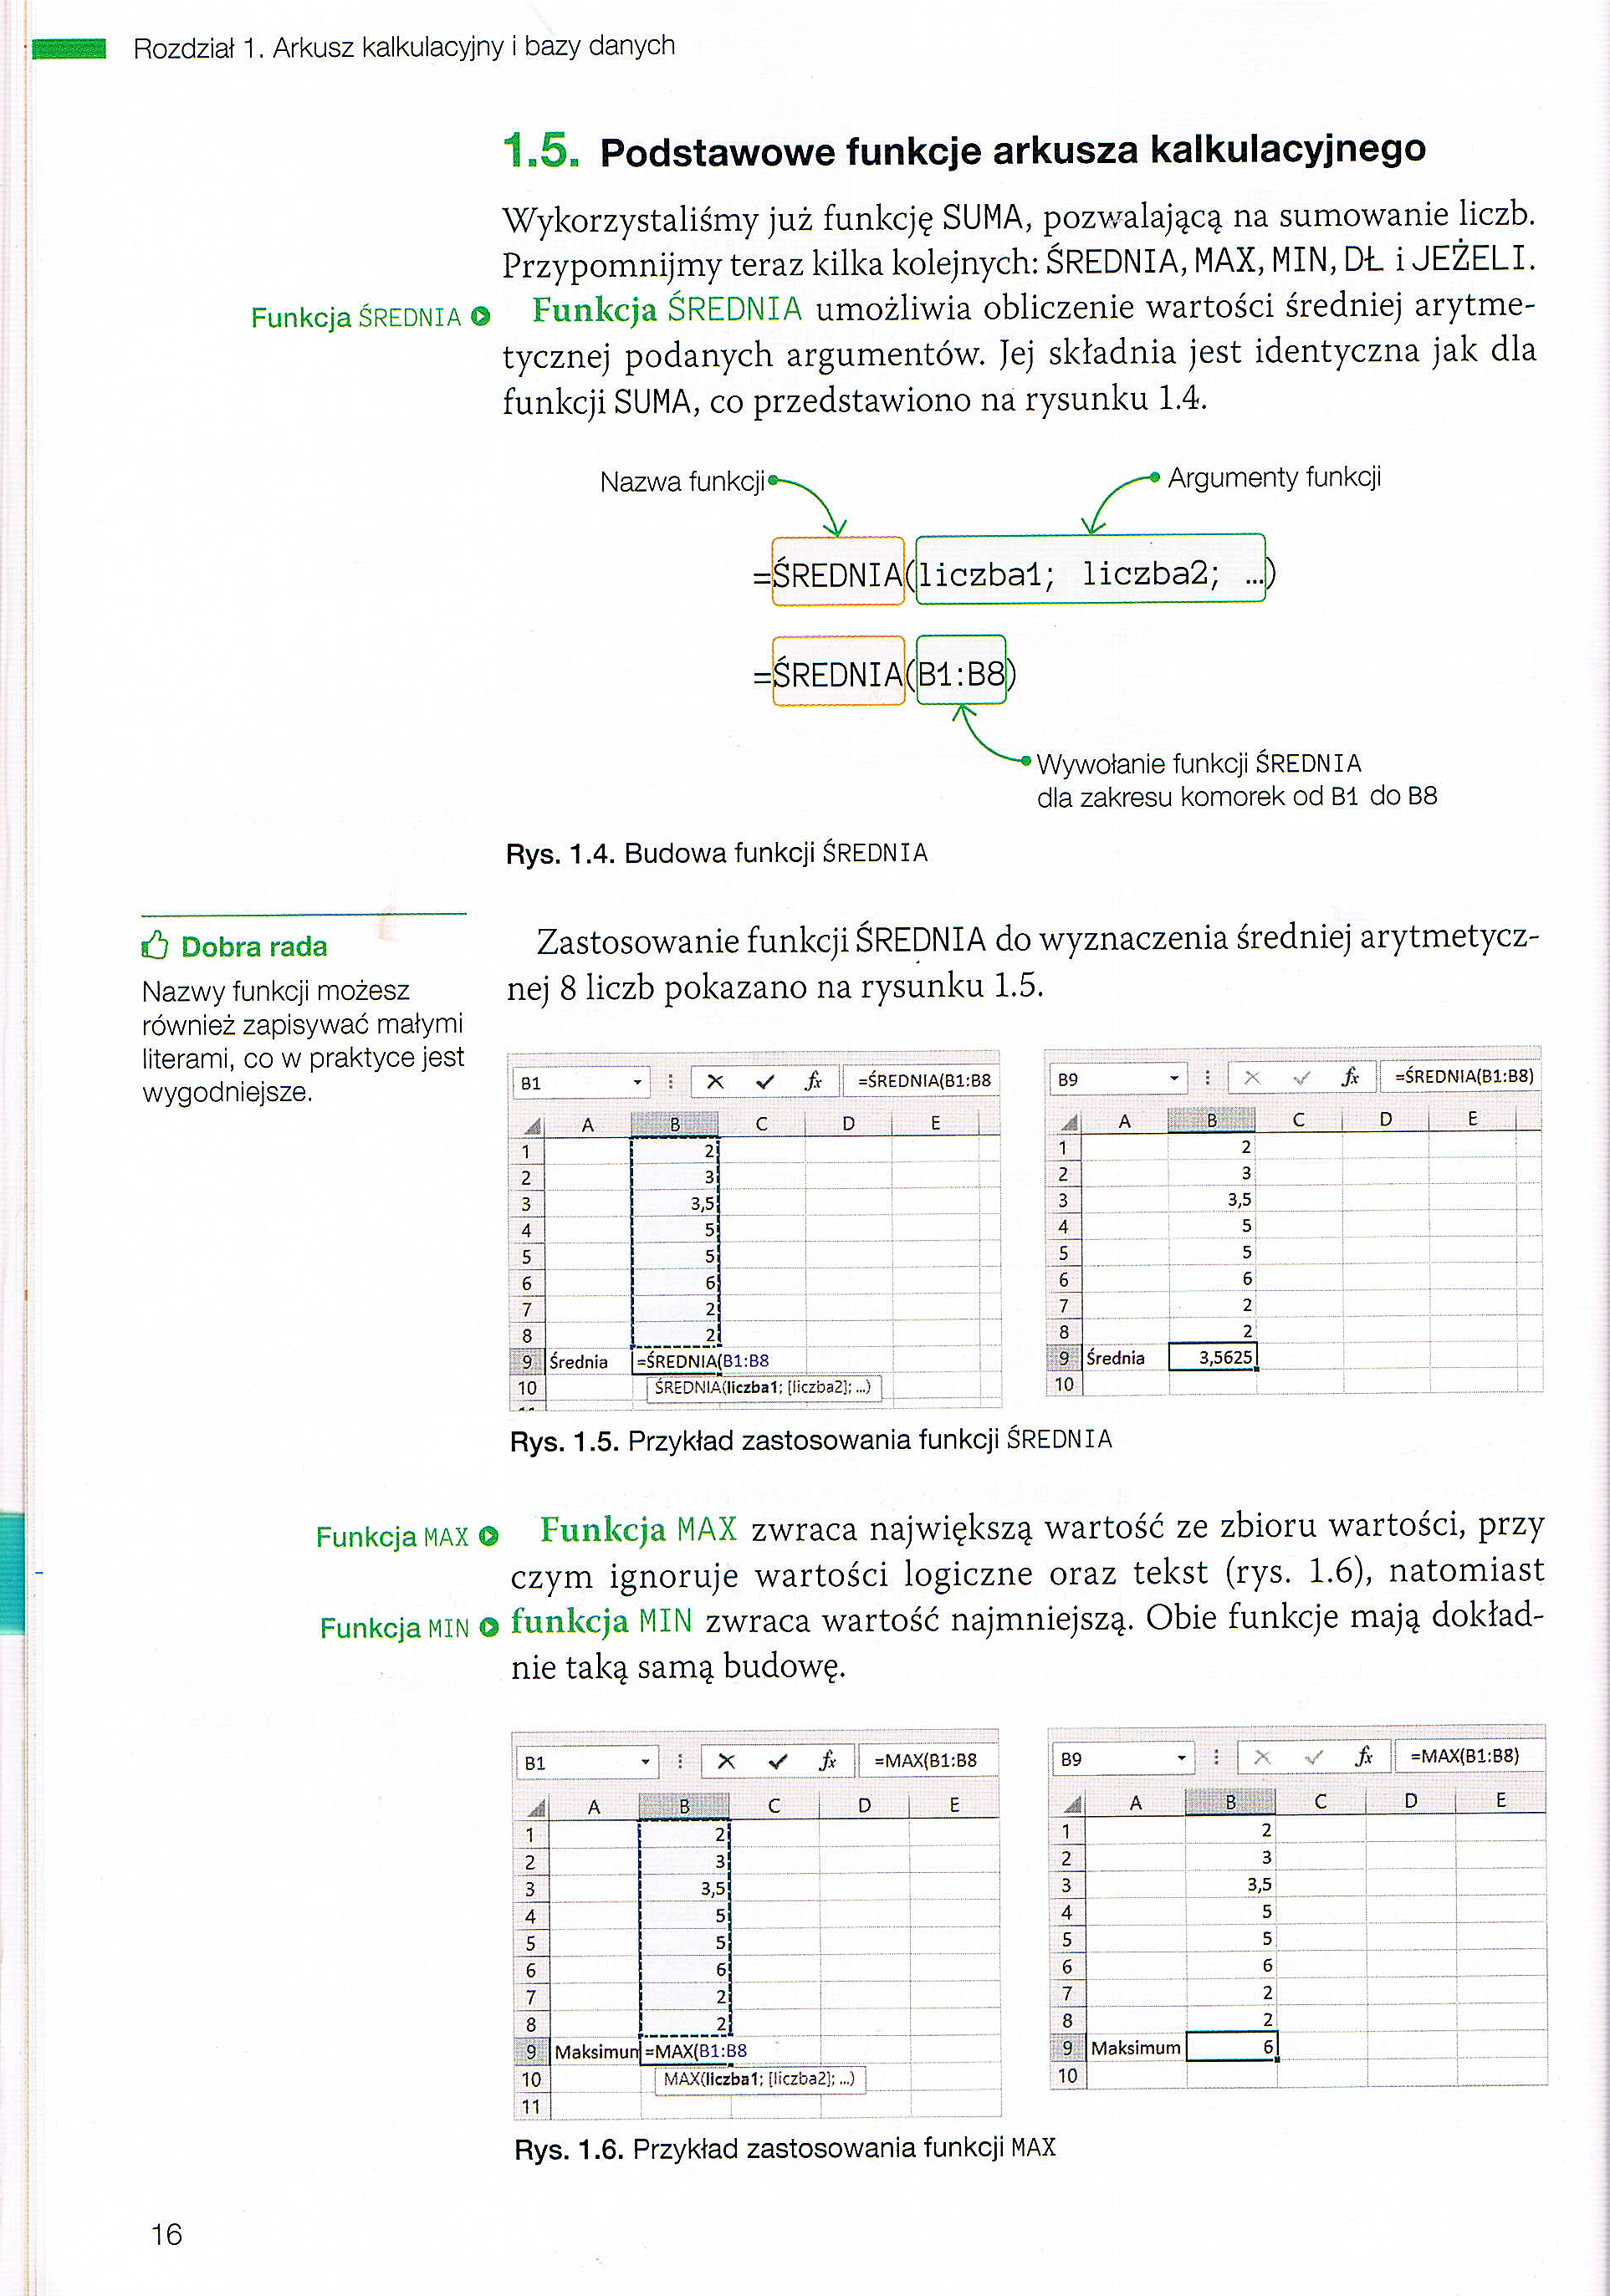 Rozdział 1. Arkusz kalkulacyjny i bazy danych
1.5. Podstawowe funkcje arkusza kalkulacyjnego
Wykorzystaliśmy już funkcję SUMA, pozwalającą na sumowanie liczb.
Przypomnijmy teraz kilka kolejnych: ŚREDNIA, MAX, MIN, DŁ i JEŻELI.
Funkcja ŚREDNIA
Funkcja ŚREDNIA umożliwia obliczenie wartości średniej arytme-
tycznej podanych argumentów. Jej składnia jest identyczna jak dla
funkcji SUMA, co przedstawiono na rysunku 1.4.
Nazwa funkcji
Argumenty funkcji
=ŚREDNIA(liczba1; liczba2; ...)
=ŚREDNIA(B1:B8)
Wywołanie funkcji ŚREDNIA
dla zakresu komorek od B1 do B8
Rys. 1.4. Budowa funkcji ŚREDNIA
Dobra rada
Nazwy funkcji możesz
również zapisywać małymi
literami, co w praktyce jest
wygodniejsze.
Zastosowanie funkcji ŚREDNIA do wyznaczenia średniej arytmetycz-
nej 8 liczb pokazano na rysunku 1.5.
B1 fx =ŚREDNIA(B1:B8
A B C D E
1 2
2 3
3 3,5
4 5
5 5
6 6
7 2
8 2
9 Średnia =ŚREDNIA(B1:B8
10 ŚREDNIA(liczba1; [liczba2]; ...)
B9 fx =ŚREDNIA(B1:B8)
A B C D E
1 2
2 3
3 3,5
4 5
5 5
6 6
7 2
8 2
9 Średnia 3,5625
10
Rys. 1.5. Przykład zastosowania funkcji ŚREDNIA
Funkcja MAX
Funkcja MAX zwraca największą wartość ze zbioru wartości, przy
czym ignoruje wartości logiczne oraz tekst (rys. 1.6), natomiast
Funkcja MIN
funkcja MIN zwraca wartość najmniejszą. Obie funkcje mają dokład-
nie taką samą budowę.
B1 fx =MAX(B1:B8
A B C D E
1 2
2 3
3 3,5
4 5
5 5
6 6
7 2
8 2
9 Maksimum =MAX(B1:B8
10 MAX(liczba1; [liczba2]; ...)
11
B9 fx =MAX(B1:B8)
A B C D E
1 2
2 3
3 3,5
4 5
5 5
6 6
7 2
8 2
9 Maksimum 6
10
Rys. 1.6. Przykład zastosowania funkcji MAX
16